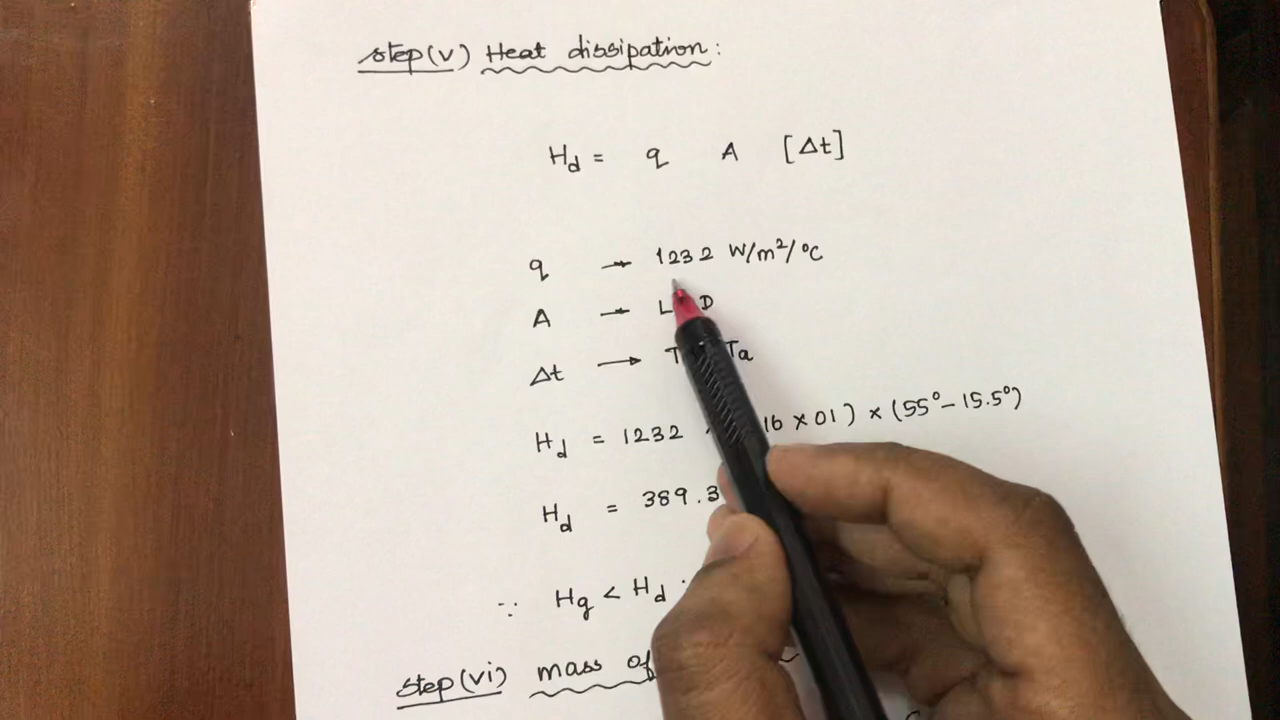 step(v) Heat dissipation:
Hd = q A [Δt]
q → 1232 W/m²/°C
A → L D
Δt → Ta
Hd = 1232 16 × 01) × (55° – 15.5°)
Hd = 389.3
∵ Hg < Hd
step(vi) mass of